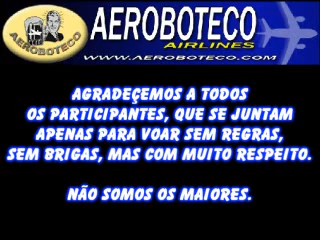 AEROBOTECO
AEROBOTECO
AIRLINES
WWW.AEROBOTECO.COM
AGRADEÇEMOS A TODOS
OS PARTICIPANTES, QUE SE JUNTAM
APENAS PARA VOAR SEM REGRAS,
SEM BRIGAS, MAS COM MUITO RESPEITO.
NÃO SOMOS OS MAIORES.